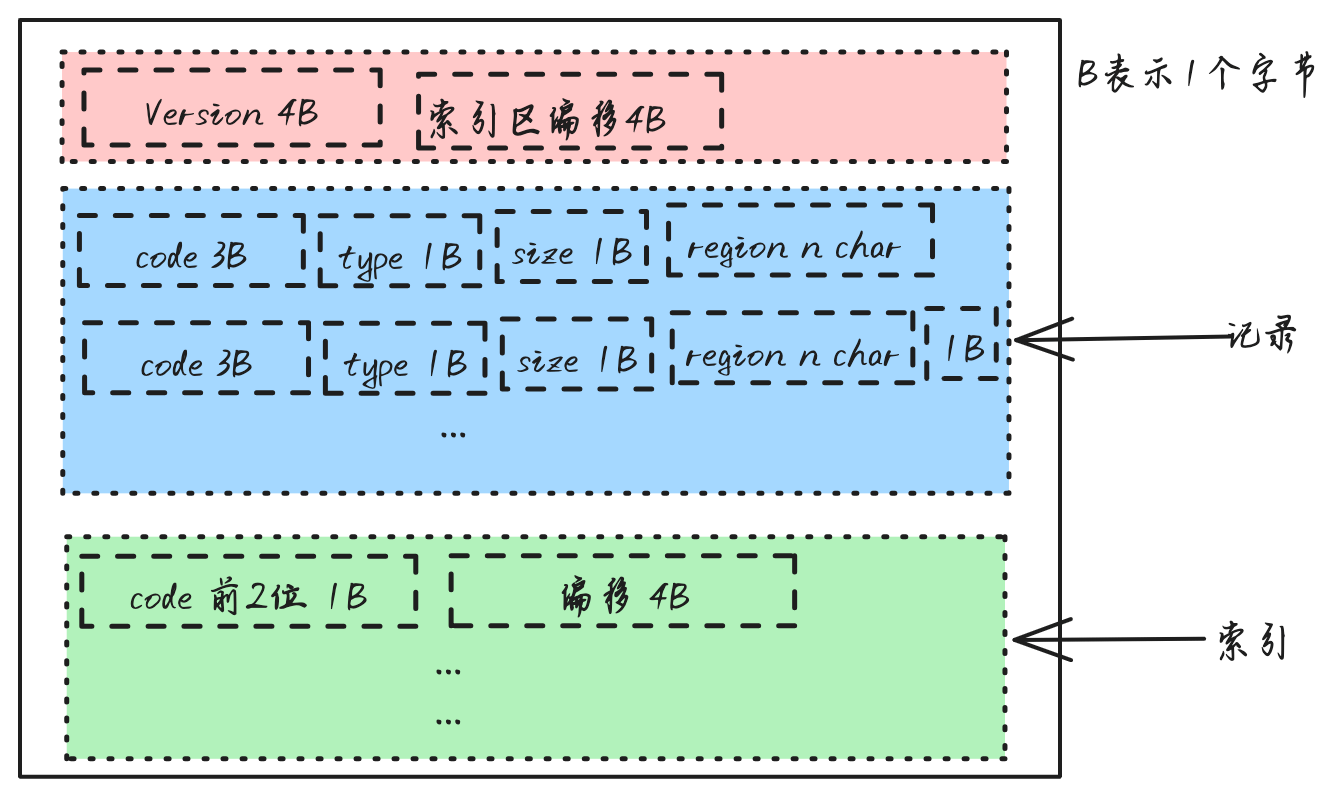 Version 4B 索引区偏移4B
B表示1个字节
code 3B type 1B size 1B region n char
code 3B type 1B size 1B region n char 1B
记录
...
code 前2位 1B 偏移 4B
索引
...
...